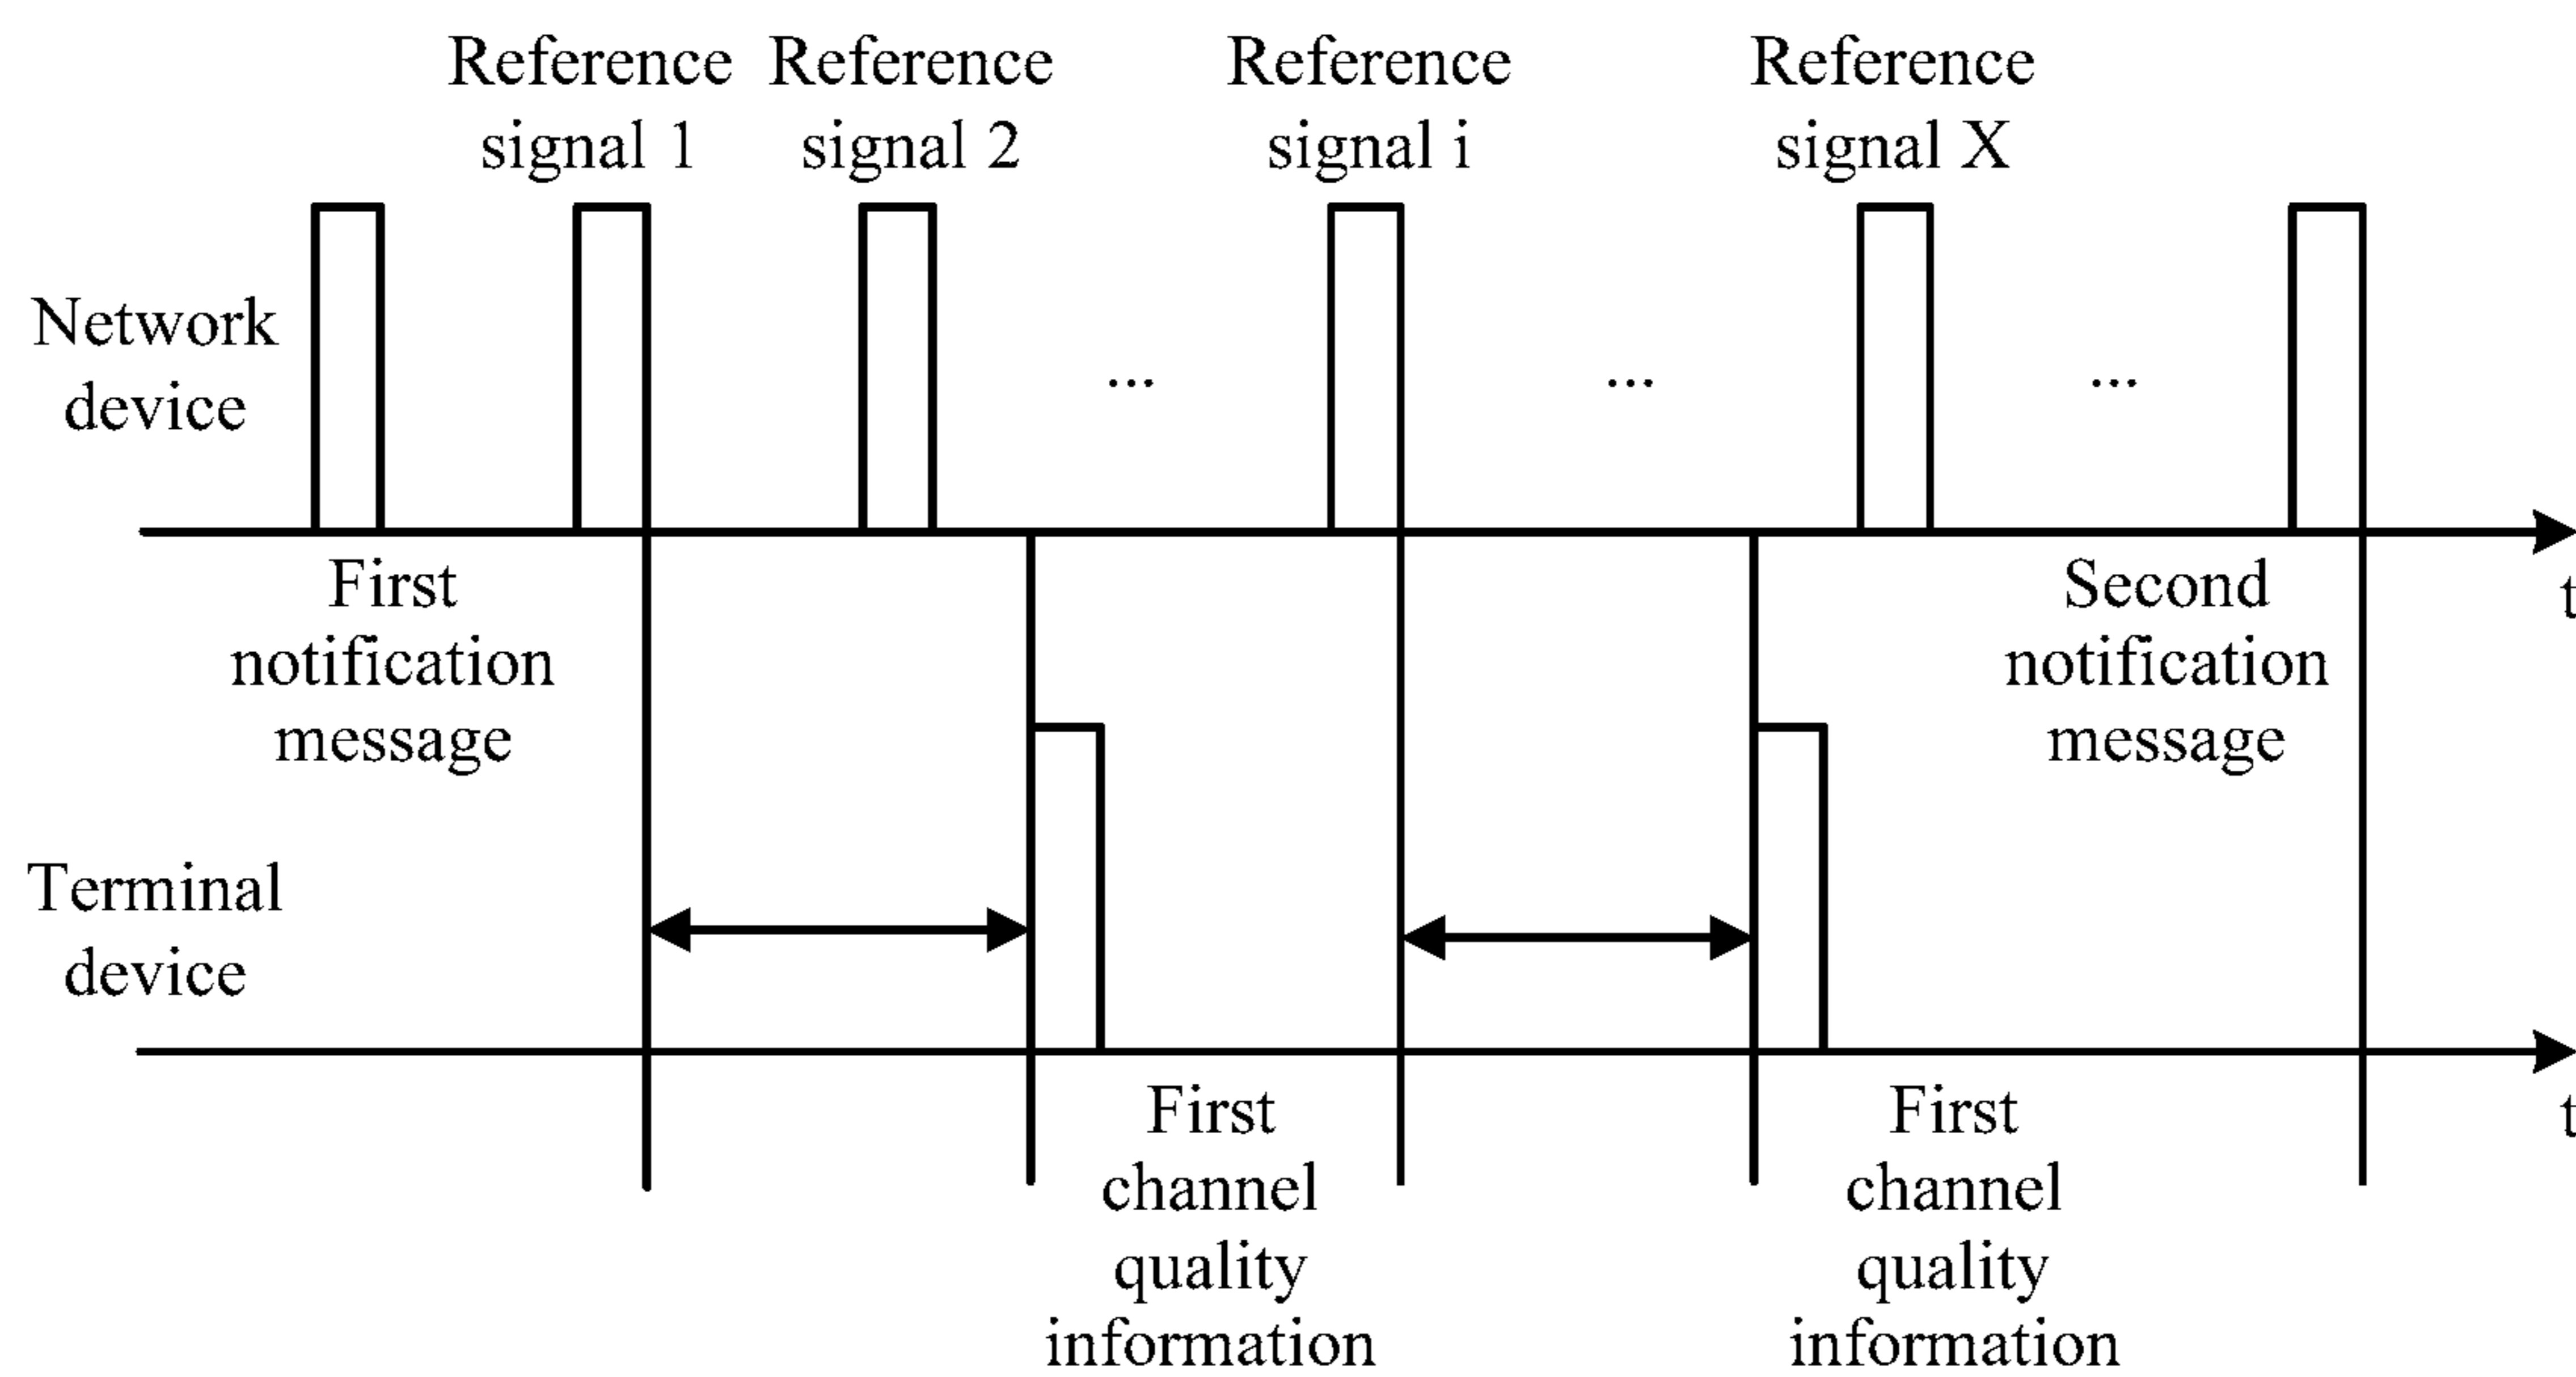 Reference
signal 1
Reference
signal 2
Reference
signal i
Reference
signal X
Network
device
...
...
...
First
notification
message
Second
notification
message
t
Terminal
device
t
First
channel
quality
information
First
channel
quality
information